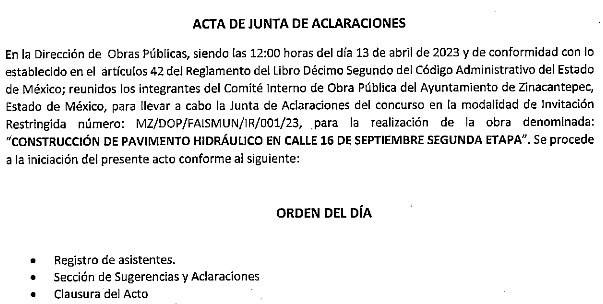 ACTA DE JUNTA DE ACLARACIONES
En la Dirección de Obras Públicas, siendo las 12:00 horas del día 13 de abril de 2023 y de conformidad con lo
establecido en el artículos 42 del Reglamento del Libro Décimo Segundo del Código Administrativo del Estado
de México; reunidos los integrantes del Comité Interno de Obra Pública del Ayuntamiento de Zinacantepec,
Estado de México, para llevar a cabo la Junta de Aclaraciones del concurso en la modalidad de Invitación
Restringida número: MZ/DOP/FAISMUN/IR/001/23, para la realización de la obra denominada:
"CONSTRUCCIÓN DE PAVIMENTO HIDRÁULICO EN CALLE 16 DE SEPTIEMBRE SEGUNDA ETAPA". Se procede
a la iniciación del presente acto conforme al siguiente:
ORDEN DEL DÍA
• Registro de asistentes.
• Sección de Sugerencias y Aclaraciones
• Clausura del Acto